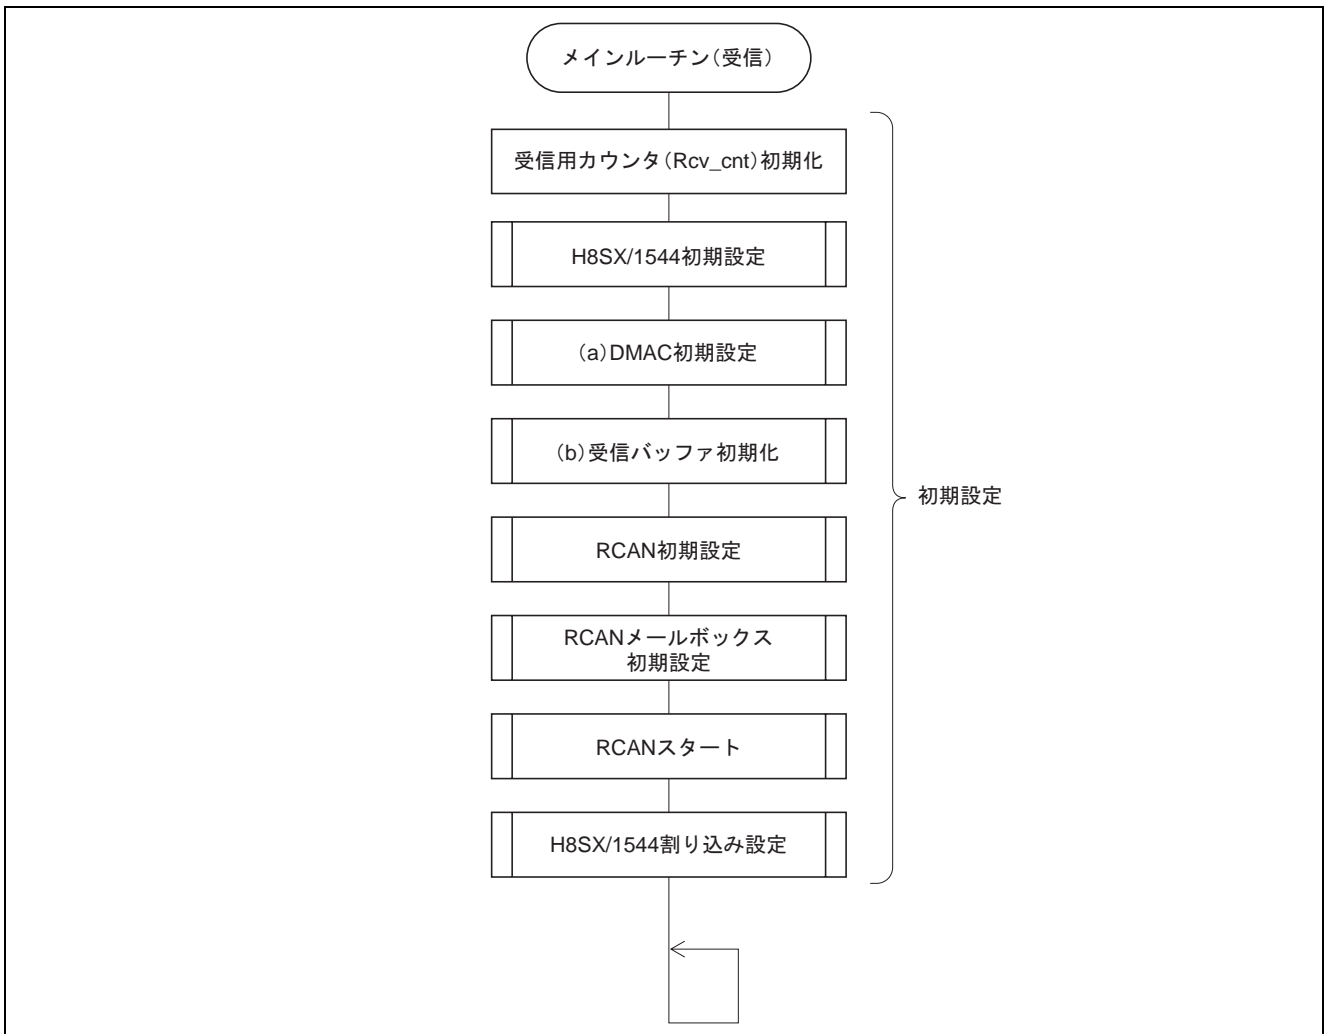 メインルーチン(受信)
受信用カウンタ(Rcv_cnt)初期化
H8SX/1544初期設定
(a)DMAC初期設定
(b)受信バッファ初期化
初期設定
RCAN初期設定
RCANメールボックス
初期設定
RCANスタート
H8SX/1544割り込み設定